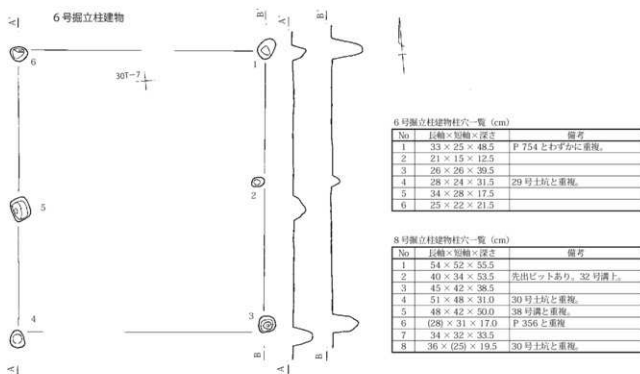 6号掘立柱建物
A'
B'
A'
B'
6
1
30T-7
2
5
4
3
A
B
A
B
6号掘立柱建物柱穴一覧 (cm)
No 長軸×短軸×深さ 備考
1 33 × 25 × 48.5 P 754 とわずかに重複。
2 21 × 15 × 12.5
3 26 × 26 × 39.5
4 28 × 24 × 31.5 29号土坑と重複。
5 34 × 28 × 17.5
6 25 × 22 × 21.5
8号掘立柱建物柱穴一覧 (cm)
No 長軸×短軸×深さ 備考
1 54 × 52 × 55.5
2 40 × 34 × 53.5 先出ピットあり。32号溝上。
3 45 × 42 × 38.5
4 51 × 48 × 31.0 30号土坑と重複。
5 48 × 42 × 50.0 38号溝と重複。
6 (28) × 31 × 17.0 P 356 と重複
7 34 × 32 × 33.5
8 36 × (25) × 19.5 30号土坑と重複。